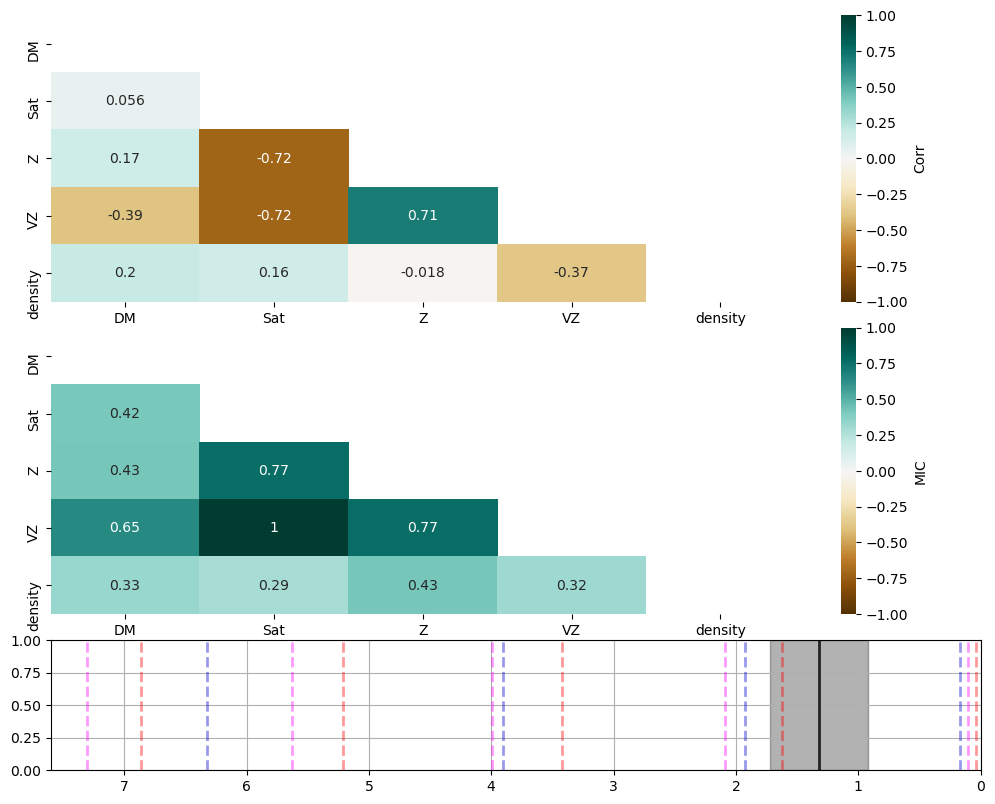 DM
Sat
0.056
Z
0.17
-0.72
VZ
-0.39
-0.72
0.71
density
0.2
0.16
-0.018
-0.37
DM
Sat
Z
VZ
density
1.00
0.75
0.50
0.25
0.00
−0.25
−0.50
−0.75
−1.00
Corr
DM
Sat
0.42
Z
0.43
0.77
VZ
0.65
1
0.77
density
0.33
0.29
0.43
0.32
DM
Sat
Z
VZ
density
1.00
0.75
0.50
0.25
0.00
−0.25
−0.50
−0.75
−1.00
MIC
1.00
0.75
0.50
0.25
0.00
7
6
5
4
3
2
1
0